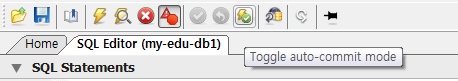 Home
SQL Editor (my-edu-db1)
Toggle auto-commit mode
SQL Statements